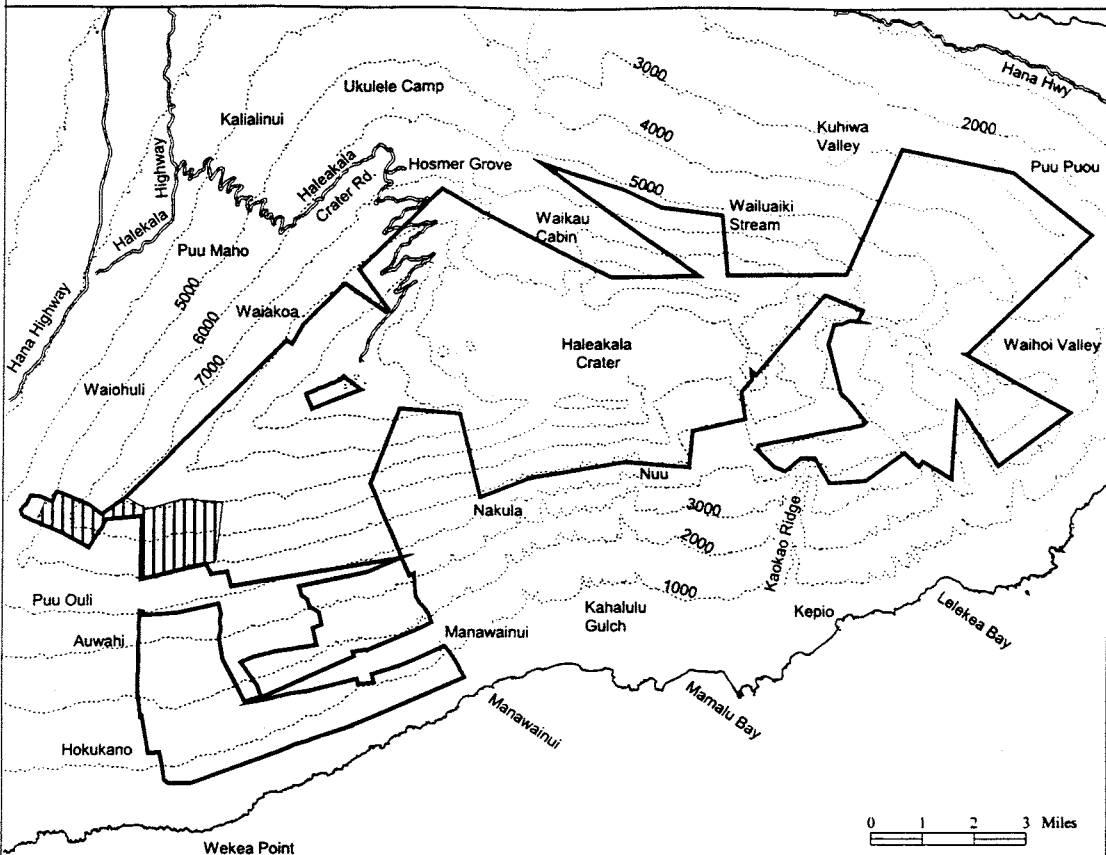 Hana Hwy
3000
Ukulele Camp
Kalialinui
4000
Kuhiwa
Valley
2000
Highway
Haleakala
Crater Rd.
Hosmer Grove
Puu Puou
5000
Halekala
Waikau
Cabin
Wailuaiki
Stream
Puu Maho
5000
Hana Highway
6000
Waiakoa
Haleakala
Crater
Waihoi Valley
7000
Waiohuli
Nuu
Nakula
3000
2000
Kaokao Ridge
1000
Puu Ouli
Kahalulu
Gulch
Kepio
Lelekea Bay
Auwahi
Manawainui
Mamalu Bay
Manawainui
Hokukano
0 1 2 3 Miles
Wekea Point